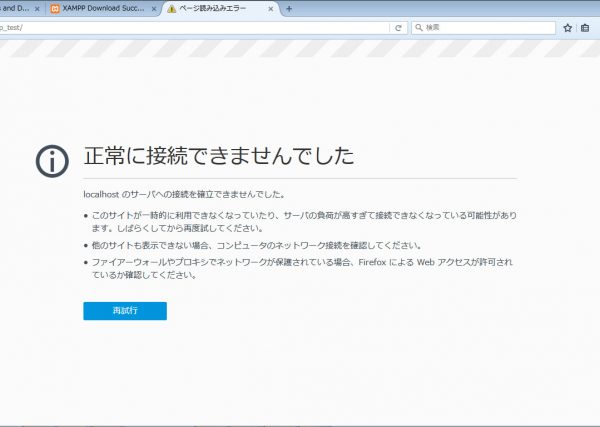 s and D...
XAMPP Download Succ...
ページ読み込みエラー
p_test/
検索
正常に接続できませんでした
localhost のサーバへの接続を確立できませんでした。
このサイトが一時的に利用できなくなっていたり、サーバの負荷が高すぎて接続できなくなっている可能性があり
ます。しばらくしてから再度試してください。
他のサイトも表示できない場合、コンピュータのネットワーク接続を確認してください。
ファイアーウォールやプロキシでネットワークが保護されている場合、Firefox による Web アクセスが許可されて
いるか確認してください。
再試行